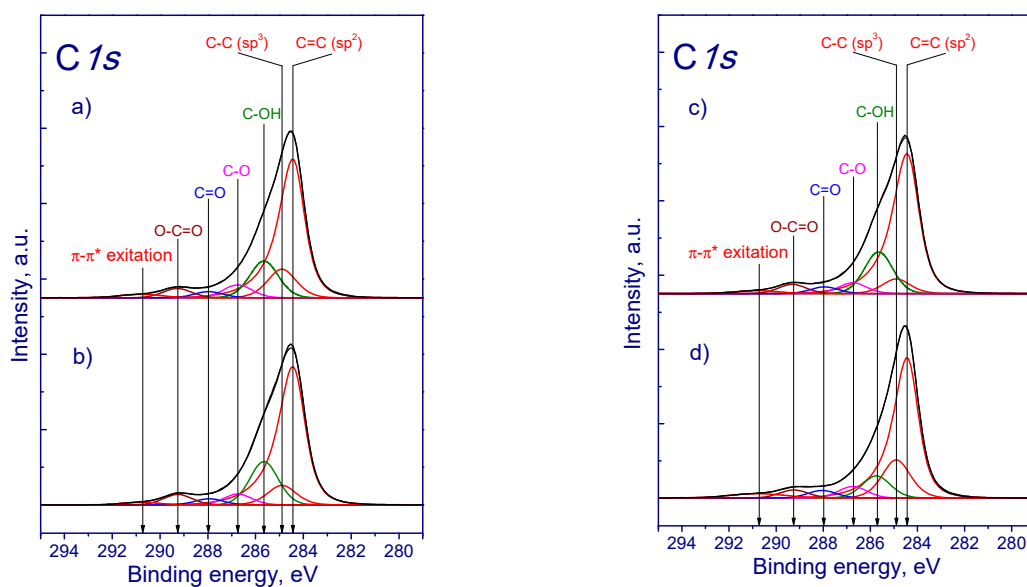 C 1s
C-C (sp³) C=C (sp²)
a)
C-OH
C-O
C=O
O-C=O
π-π* exitation
b)
Intensity, a.u.
294 292 290 288 286 284 282 280
Binding energy, eV
C 1s
C-C (sp³) C=C (sp²)
c)
C-OH
C-O
C=O
O-C=O
π-π* exitation
d)
Intensity, a.u.
294 292 290 288 286 284 282 280
Binding energy, eV